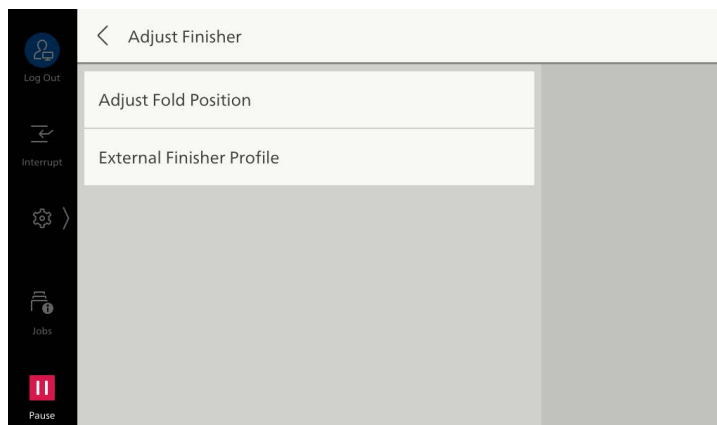 Adjust Finisher
Log Out
Adjust Fold Position
Interrupt
External Finisher Profile
Jobs
Pause